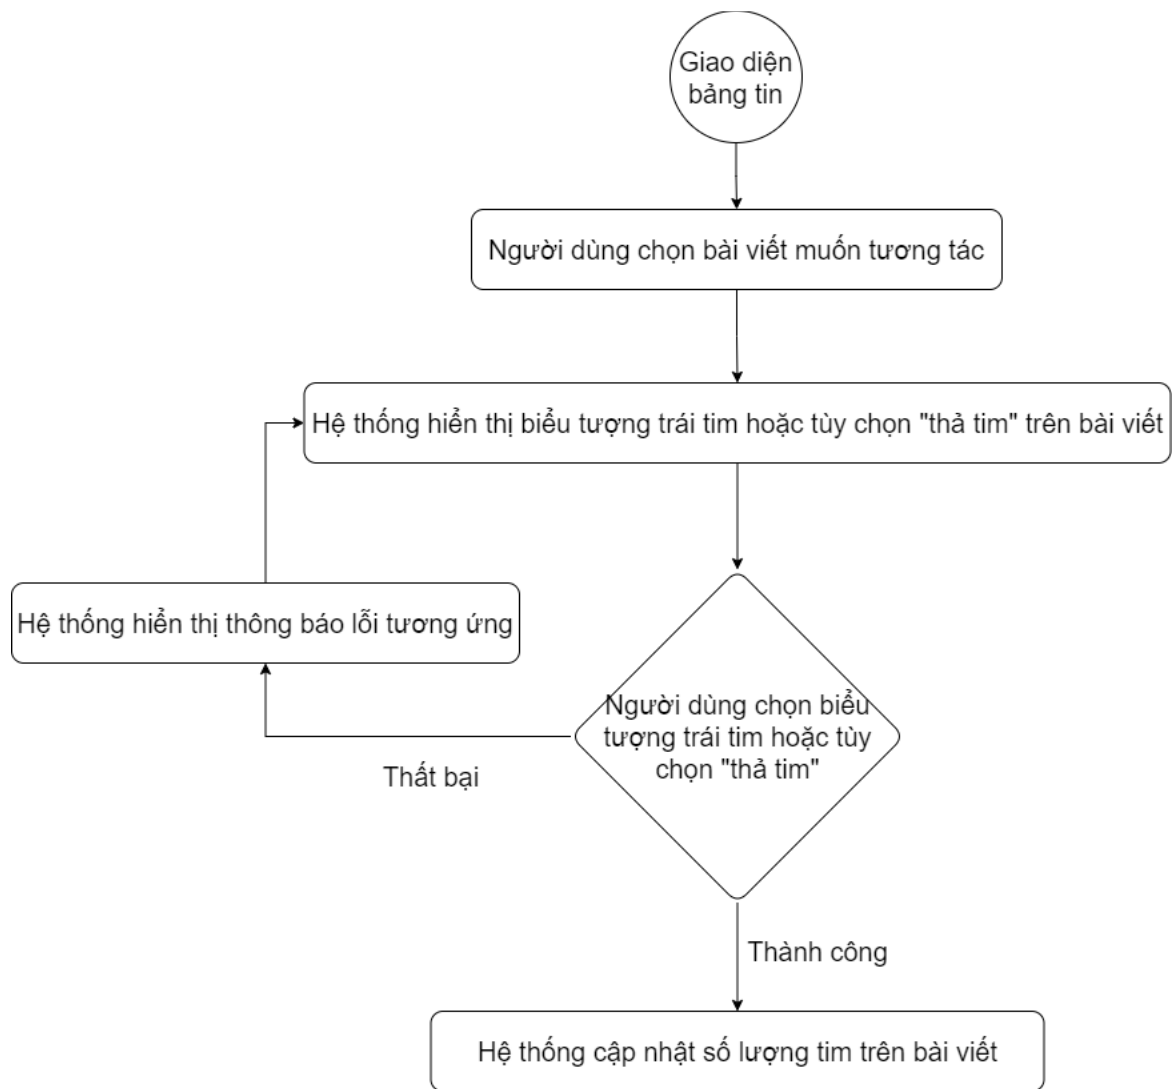 Giao diện
bảng tin
Người dùng chọn bài viết muốn tương tác
Hệ thống hiển thị biểu tượng trái tim hoặc tùy chọn "thả tim" trên bài viết
Hệ thống hiển thị thông báo lỗi tương ứng
Người dùng chọn biểu
tượng trái tim hoặc tùy
chọn "thả tim"
Thất bại
Thành công
Hệ thống cập nhật số lượng tim trên bài viết